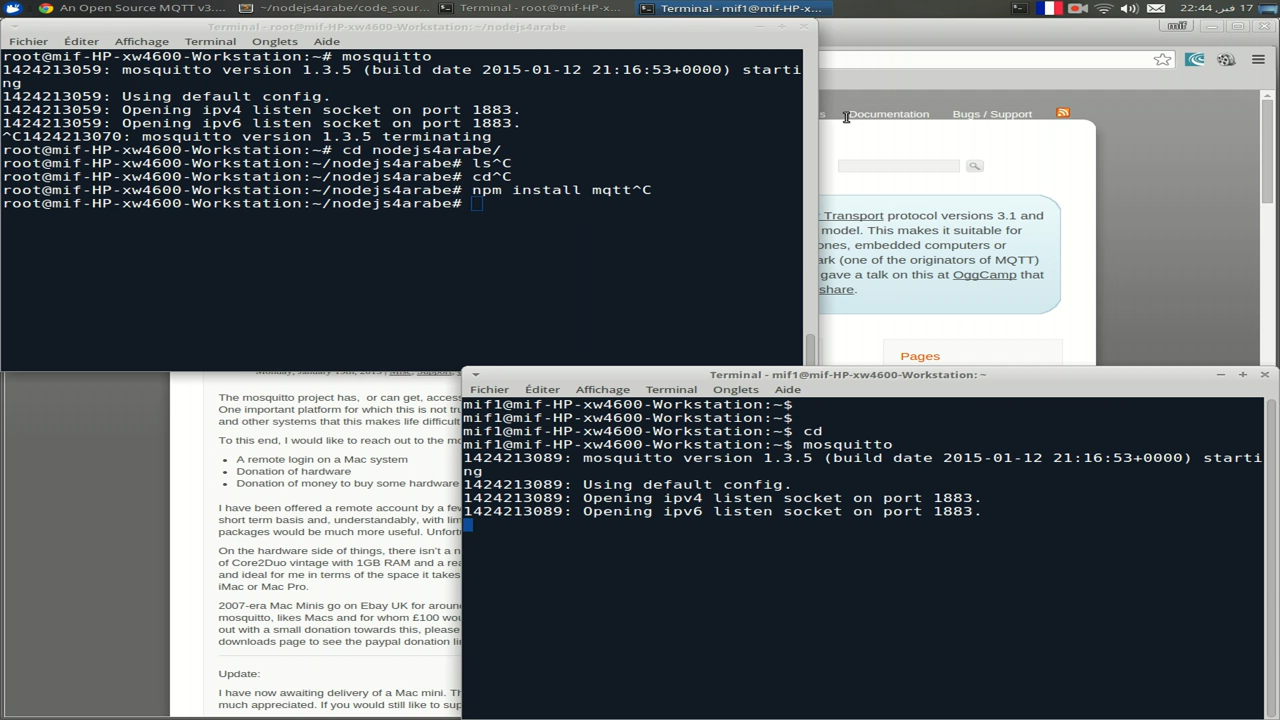 An Open Source MQTT v3....
~/nodejs4arabe/code_sour...
Terminal - root@mif-HP-x...
Terminal - mif1@mif-HP-x...
22:44 فبر, 17
Terminal - root@mif-HP-xw4600-Workstation: ~/nodejs4arabe
mif
Fichier Éditer Affichage Terminal Onglets Aide
root@mif-HP-xw4600-Workstation:~# mosquitto
1424213059: mosquitto version 1.3.5 (build date 2015-01-12 21:16:53+0000) starti
ng
1424213059: Using default config.
1424213059: Opening ipv4 listen socket on port 1883.
1424213059: Opening ipv6 listen socket on port 1883.
^C1424213070: mosquitto version 1.3.5 terminating
root@mif-HP-xw4600-Workstation:~# cd nodejs4arabe/
root@mif-HP-xw4600-Workstation:~/nodejs4arabe# ls^C
root@mif-HP-xw4600-Workstation:~/nodejs4arabe# cd^C
root@mif-HP-xw4600-Workstation:~/nodejs4arabe# npm install mqtt^C
root@mif-HP-xw4600-Workstation:~/nodejs4arabe#
s Documentation Bugs / Support
Transport protocol versions 3.1 and
model. This makes it suitable for
ones, embedded computers or
rk (one of the originators of MQTT)
gave a talk on this at OggCamp that
share.
Pages
Terminal - mif1@mif-HP-xw4600-Workstation: ~
Fichier Éditer Affichage Terminal Onglets Aide
mif1@mif-HP-xw4600-Workstation:~$
mif1@mif-HP-xw4600-Workstation:~$
mif1@mif-HP-xw4600-Workstation:~$ cd
mif1@mif-HP-xw4600-Workstation:~$ mosquitto
1424213089: mosquitto version 1.3.5 (build date 2015-01-12 21:16:53+0000) starti
ng
1424213089: Using default config.
1424213089: Opening ipv4 listen socket on port 1883.
1424213089: Opening ipv6 listen socket on port 1883.
The mosquitto project has, or can get, access
One important platform for which this is not tru
and other systems that this makes life difficult
To this end, I would like to reach out to the m
A remote login on a Mac system
Donation of hardware
Donation of money to buy some hardware
I have been offered a remote account by a few
short term basis and, understandably, with lim
packages would be much more useful. Unfort
On the hardware side of things, there isn't a n
of Core2Duo vintage with 1GB RAM and a rea
and ideal for me in terms of the space it takes
iMac or Mac Pro.
2007-era Mac Minis go on Ebay UK for aroun
mosquitto, likes Macs and for whom £100 wou
out with a small donation towards this, please
downloads page to see the paypal donation lin
Update:
I have now awaiting delivery of a Mac mini. Th
much appreciated. If you would still like to sup